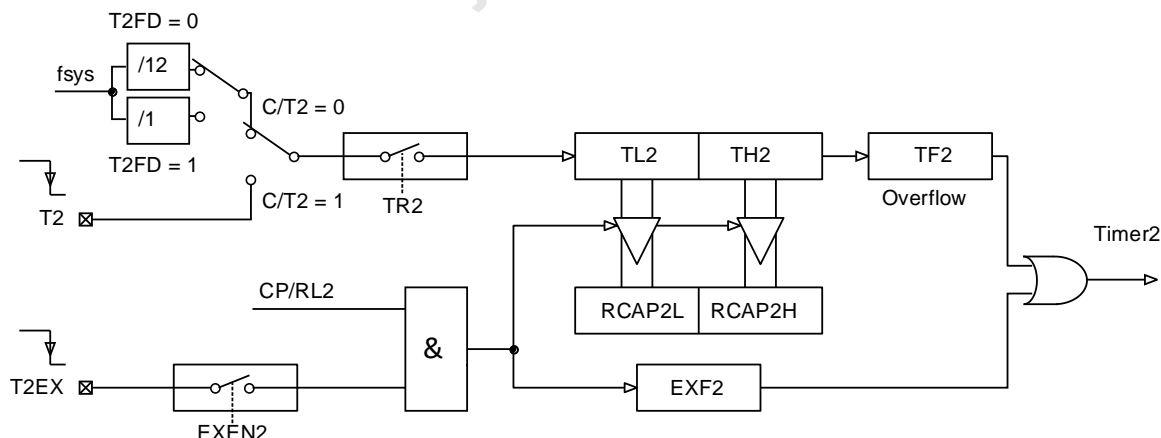 T2FD = 0
/12
fsys
C/T2 = 0
/1
T2FD = 1
TL2
TH2
TF2
C/T2 = 1
TR2
T2
Overflow
Timer2
CP/RL2
RCAP2L
RCAP2H
&
T2EX
EXF2
EXEN2